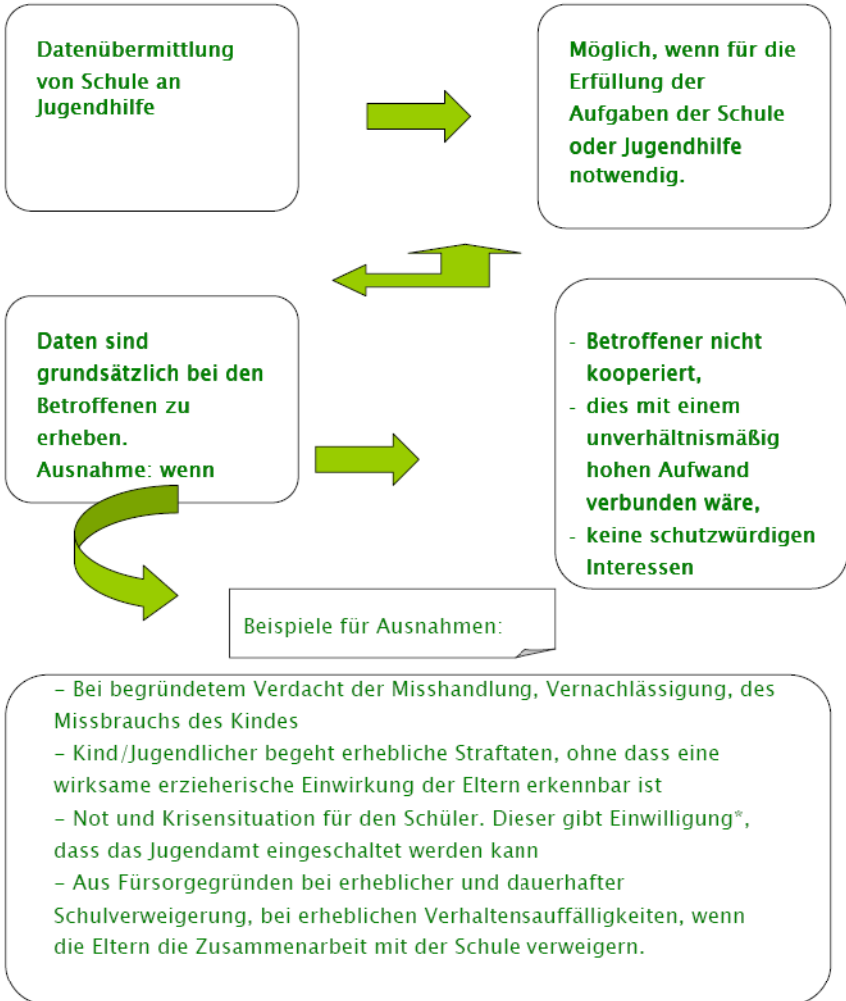 Datenübermittlung
von Schule an
Jugendhilfe
Möglich, wenn für die
Erfüllung der
Aufgaben der Schule
oder Jugendhilfe
notwendig.
Daten sind
grundsätzlich bei den
Betroffenen zu
erheben.
Ausnahme: wenn
- Betroffener nicht
kooperiert,
- dies mit einem
unverhältnismäßig
hohen Aufwand
verbunden wäre,
- keine schutzwürdigen
Interessen
Beispiele für Ausnahmen:
– Bei begründetem Verdacht der Misshandlung, Vernachlässigung, des
Missbrauchs des Kindes
– Kind/Jugendlicher begeht erhebliche Straftaten, ohne dass eine
wirksame erzieherische Einwirkung der Eltern erkennbar ist
– Not und Krisensituation für den Schüler. Dieser gibt Einwilligung*,
dass das Jugendamt eingeschaltet werden kann
– Aus Fürsorgegründen bei erheblicher und dauerhafter
Schulverweigerung, bei erheblichen Verhaltensauffälligkeiten, wenn
die Eltern die Zusammenarbeit mit der Schule verweigern.